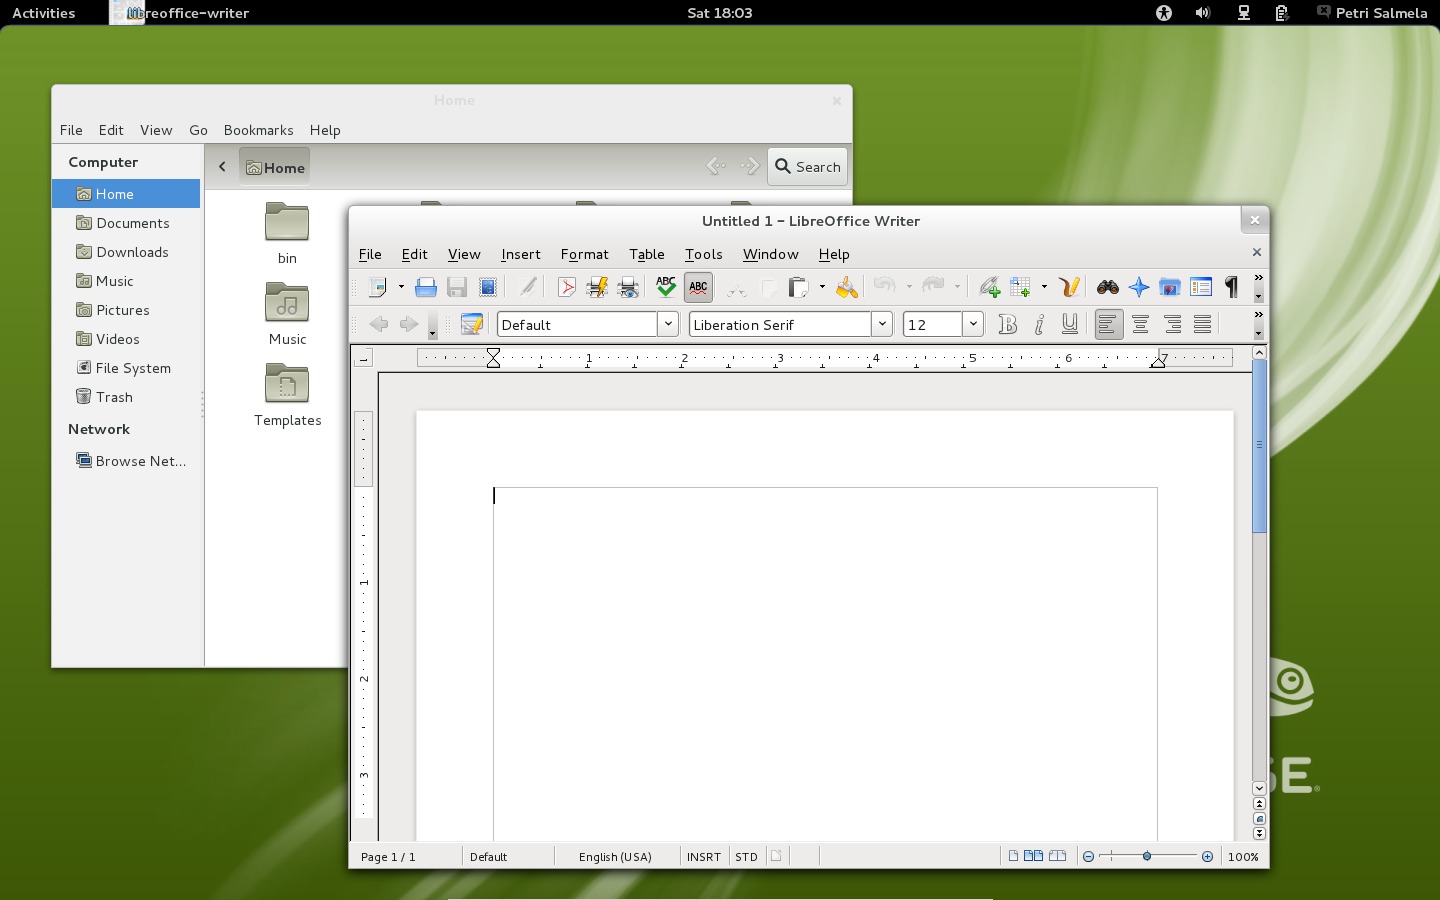 Activities libreoffice-writer Sat 18:03 Petri Salmela
Home
File Edit View Go Bookmarks Help
Computer
Home
Documents
Downloads
Music
Pictures
Videos
File System
Trash
Network
Browse Net...
Home Search
bin
Music
Templates
Untitled 1 - LibreOffice Writer
File Edit View Insert Format Table Tools Window Help
ABC ABC
Default Liberation Serif 12
1 2 3 4 5 6 7
1
2
3
Page 1 / 1 Default English (USA) INSRT STD 100%
SE